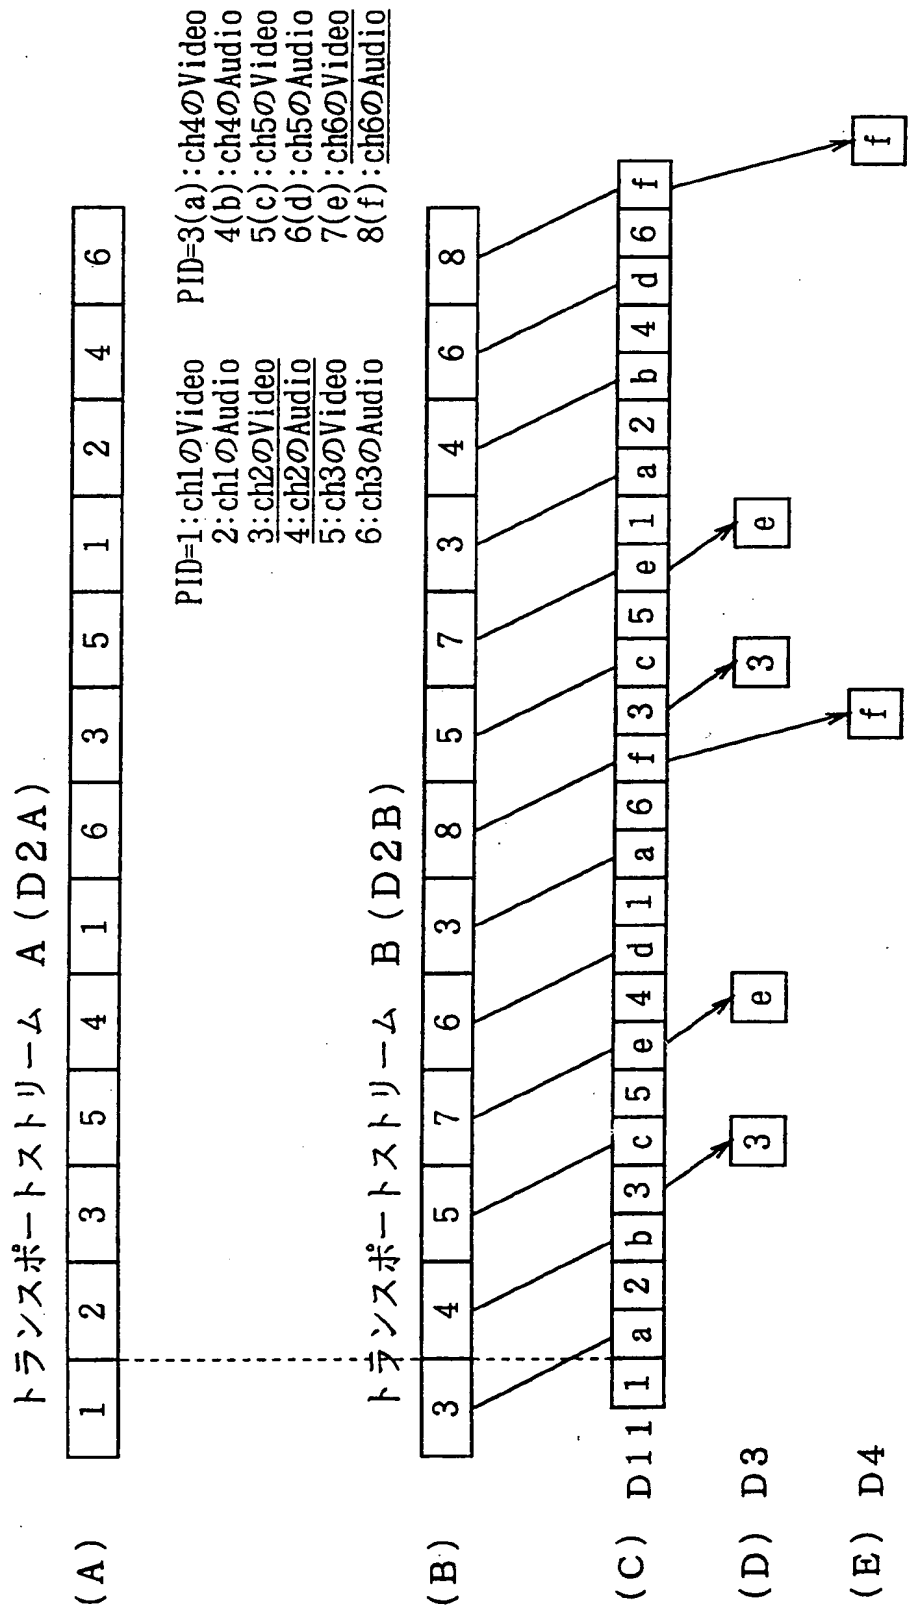 トランスポートストリーム A (D2A)
(A) 1 2 3 5 4 1 6 3 5 1 2 4 6
PID=1:ch1のVideo
2:ch1のAudio
3:ch2のVideo
4:ch2のAudio
5:ch3のVideo
6:ch3のAudio
PID=3(a):ch4のVideo
4(b):ch4のAudio
5(c):ch5のVideo
6(d):ch5のAudio
7(e):ch6のVideo
8(f):ch6のAudio
トランスポートストリーム B (D2B)
(B) 3 4 5 7 6 3 8 5 7 3 4 6 8
(C) D11 1 a 2 b 3 c 5 e 4 d 1 a 6 f 3 c 5 e 1 a 2 b 4 d 6 f
(D) D3 3 e 3 e
(E) D4 f f